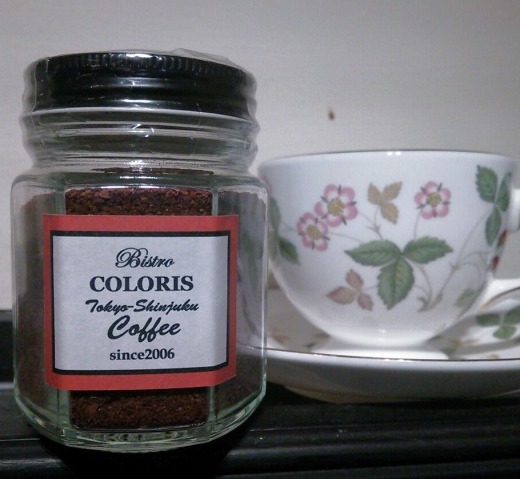 Bistro
COLORIS
Tokyo-Shinjuku
Coffee
since2006